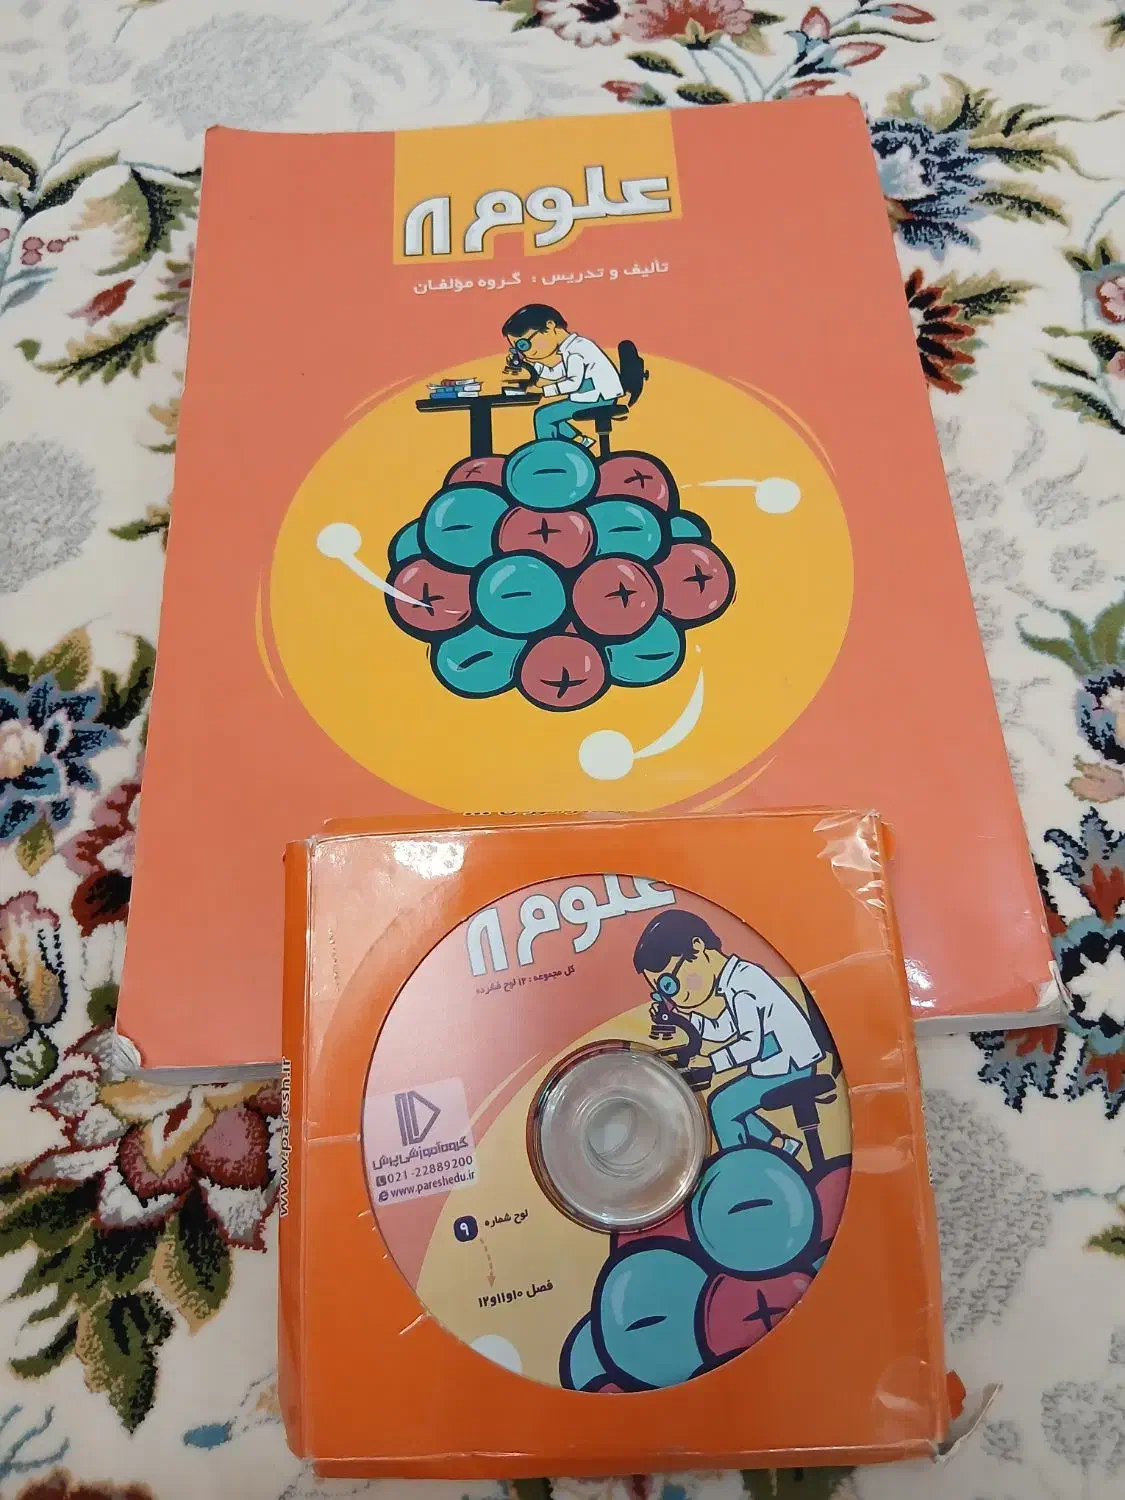 علوم ۸
تألیف و تدریس : گروه مؤلفان
علوم ۸
کل مجموعه : ۱۲ لوح فشرده
گروه آموزشی پرش
021-22889200
www.pareshedu.ir
لوح شماره ۹
فصل ۱۰و۱۱و۱۲
www.paresh.ir